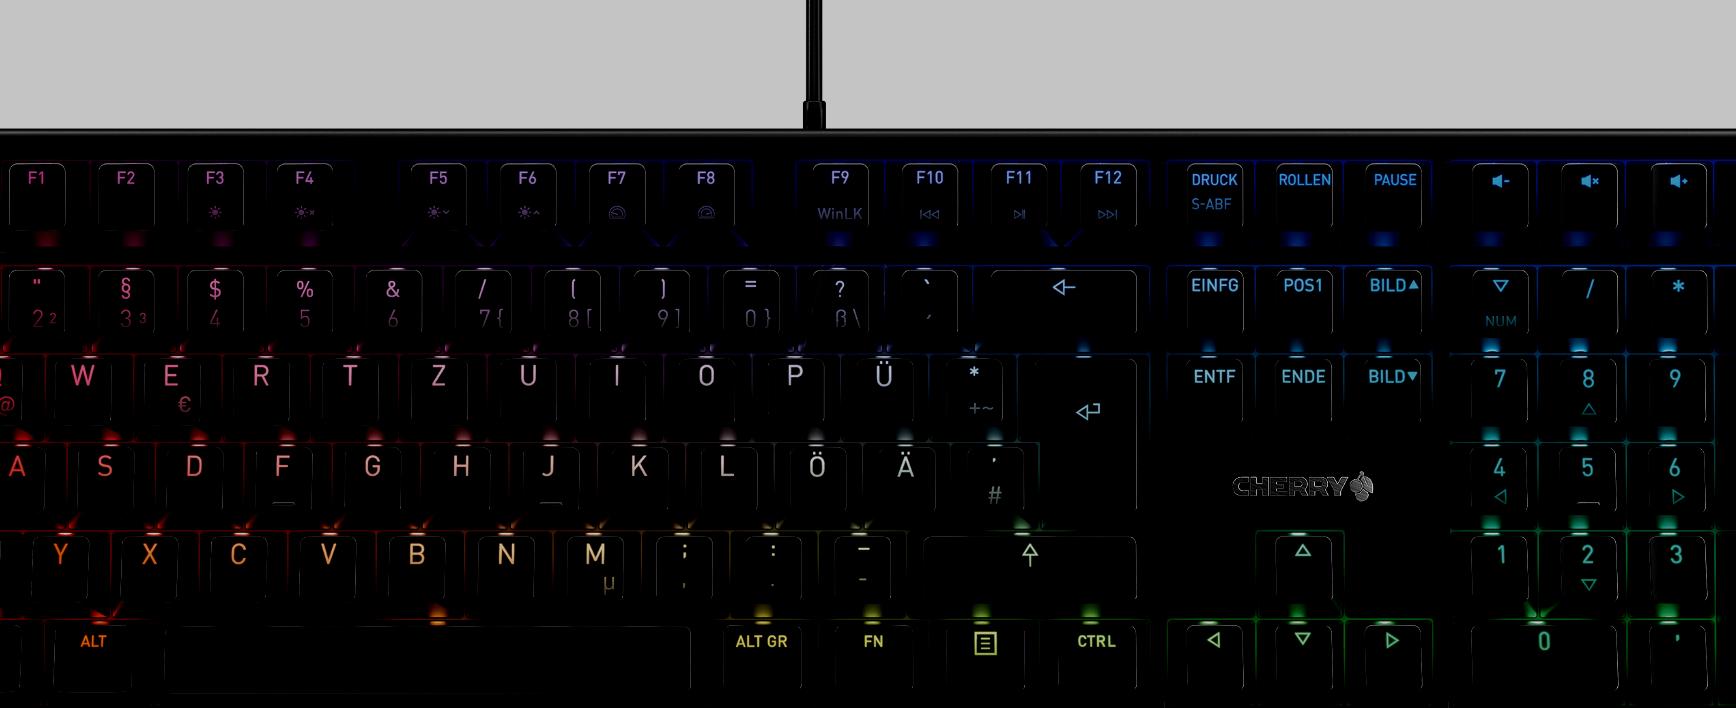 F1 F2 F3 F4 F5 F6 F7 F8 F9 F10 F11 F12 DRUCK ROLLEN PAUSE
WinLK S-ABF
" § $ % & / ( ) = ? ` EINFG POS1 BILD▲ / *
2 ² 3 ³ 4 5 6 7 { 8 [ 9 ] 0 } ß \ ´ NUM
W E R T Z U I O P Ü * ENTF ENDE BILD▼ 7 8 9
@ € + ~
A S D F G H J K L Ö Ä ' 4 5 6
# CHERRY
Y X C V B N M ; : _ 1 2 3
µ , . -
ALT ALT GR FN CTRL 0 ,